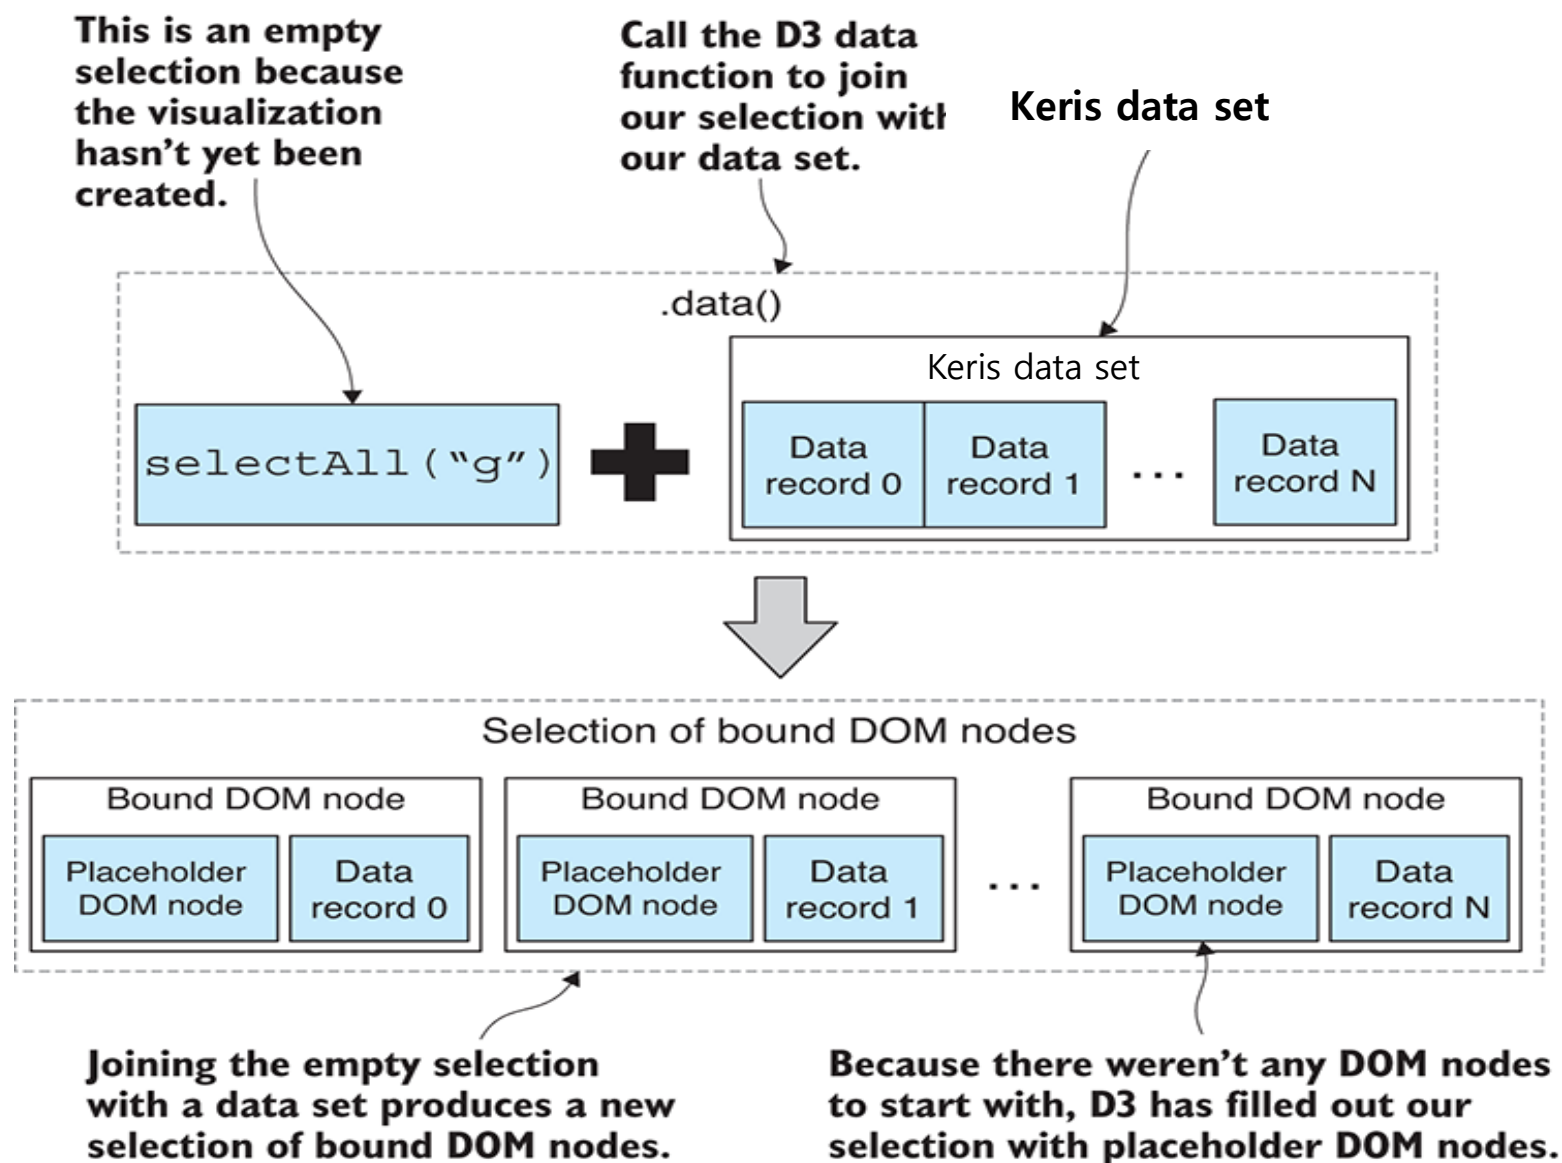 This is an empty
selection because
the visualization
hasn’t yet been
created.
Call the D3 data
function to join
our selection with
our data set.
Keris data set
.data()
selectAll(“g”)
Keris data set
Data
record 0
Data
record 1
...
Data
record N
Selection of bound DOM nodes
Bound DOM node
Placeholder
DOM node
Data
record 0
Bound DOM node
Placeholder
DOM node
Data
record 1
...
Bound DOM node
Placeholder
DOM node
Data
record N
Joining the empty selection
with a data set produces a new
selection of bound DOM nodes.
Because there weren’t any DOM nodes
to start with, D3 has filled out our
selection with placeholder DOM nodes.